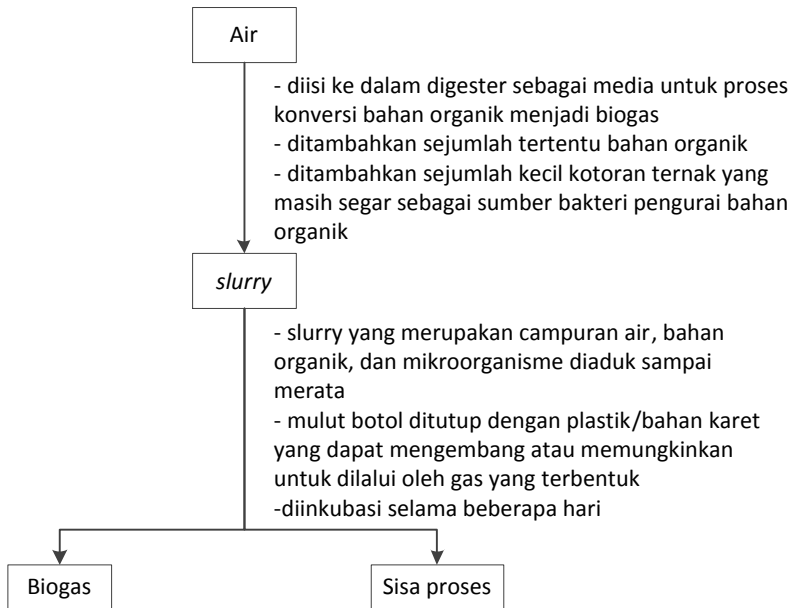 Air
- diisi ke dalam digester sebagai media untuk proses
konversi bahan organik menjadi biogas
- ditambahkan sejumlah tertentu bahan organik
- ditambahkan sejumlah kecil kotoran ternak yang
masih segar sebagai sumber bakteri pengurai bahan
organik
slurry
- slurry yang merupakan campuran air, bahan
organik, dan mikroorganisme diaduk sampai
merata
- mulut botol ditutup dengan plastik/bahan karet
yang dapat mengembang atau memungkinkan
untuk dilalui oleh gas yang terbentuk
-diinkubasi selama beberapa hari
Biogas
Sisa proses